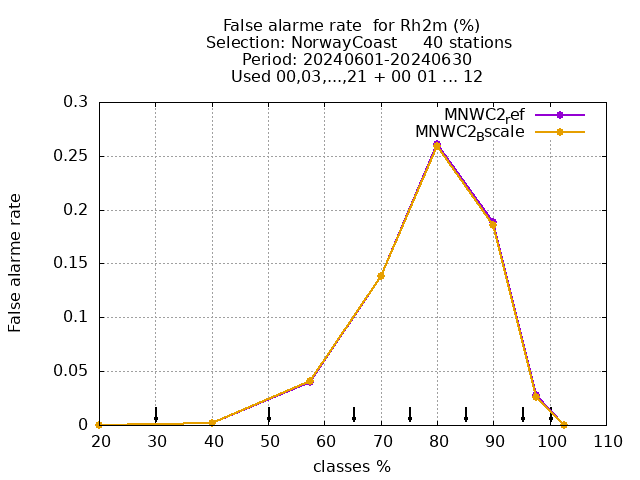 False alarme rate  for Rh2m (%)
Selection: NorwayCoast     40 stations
Period: 20240601-20240630
Used 00,03,...,21 + 00 01 ... 12
MNWC2ref
MNWC2Bscale
0.3
0.25
0.2
0.15
0.1
0.05
0
False alarme rate
20 30 40 50 60 70 80 90 100 110
classes %